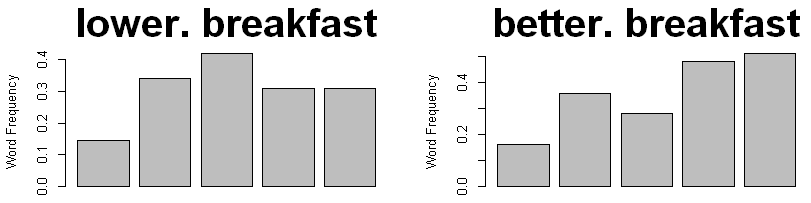 lower. breakfast
Word Frequency
0.0 0.1 0.2 0.3 0.4
better. breakfast
Word Frequency
0.0 0.2 0.4